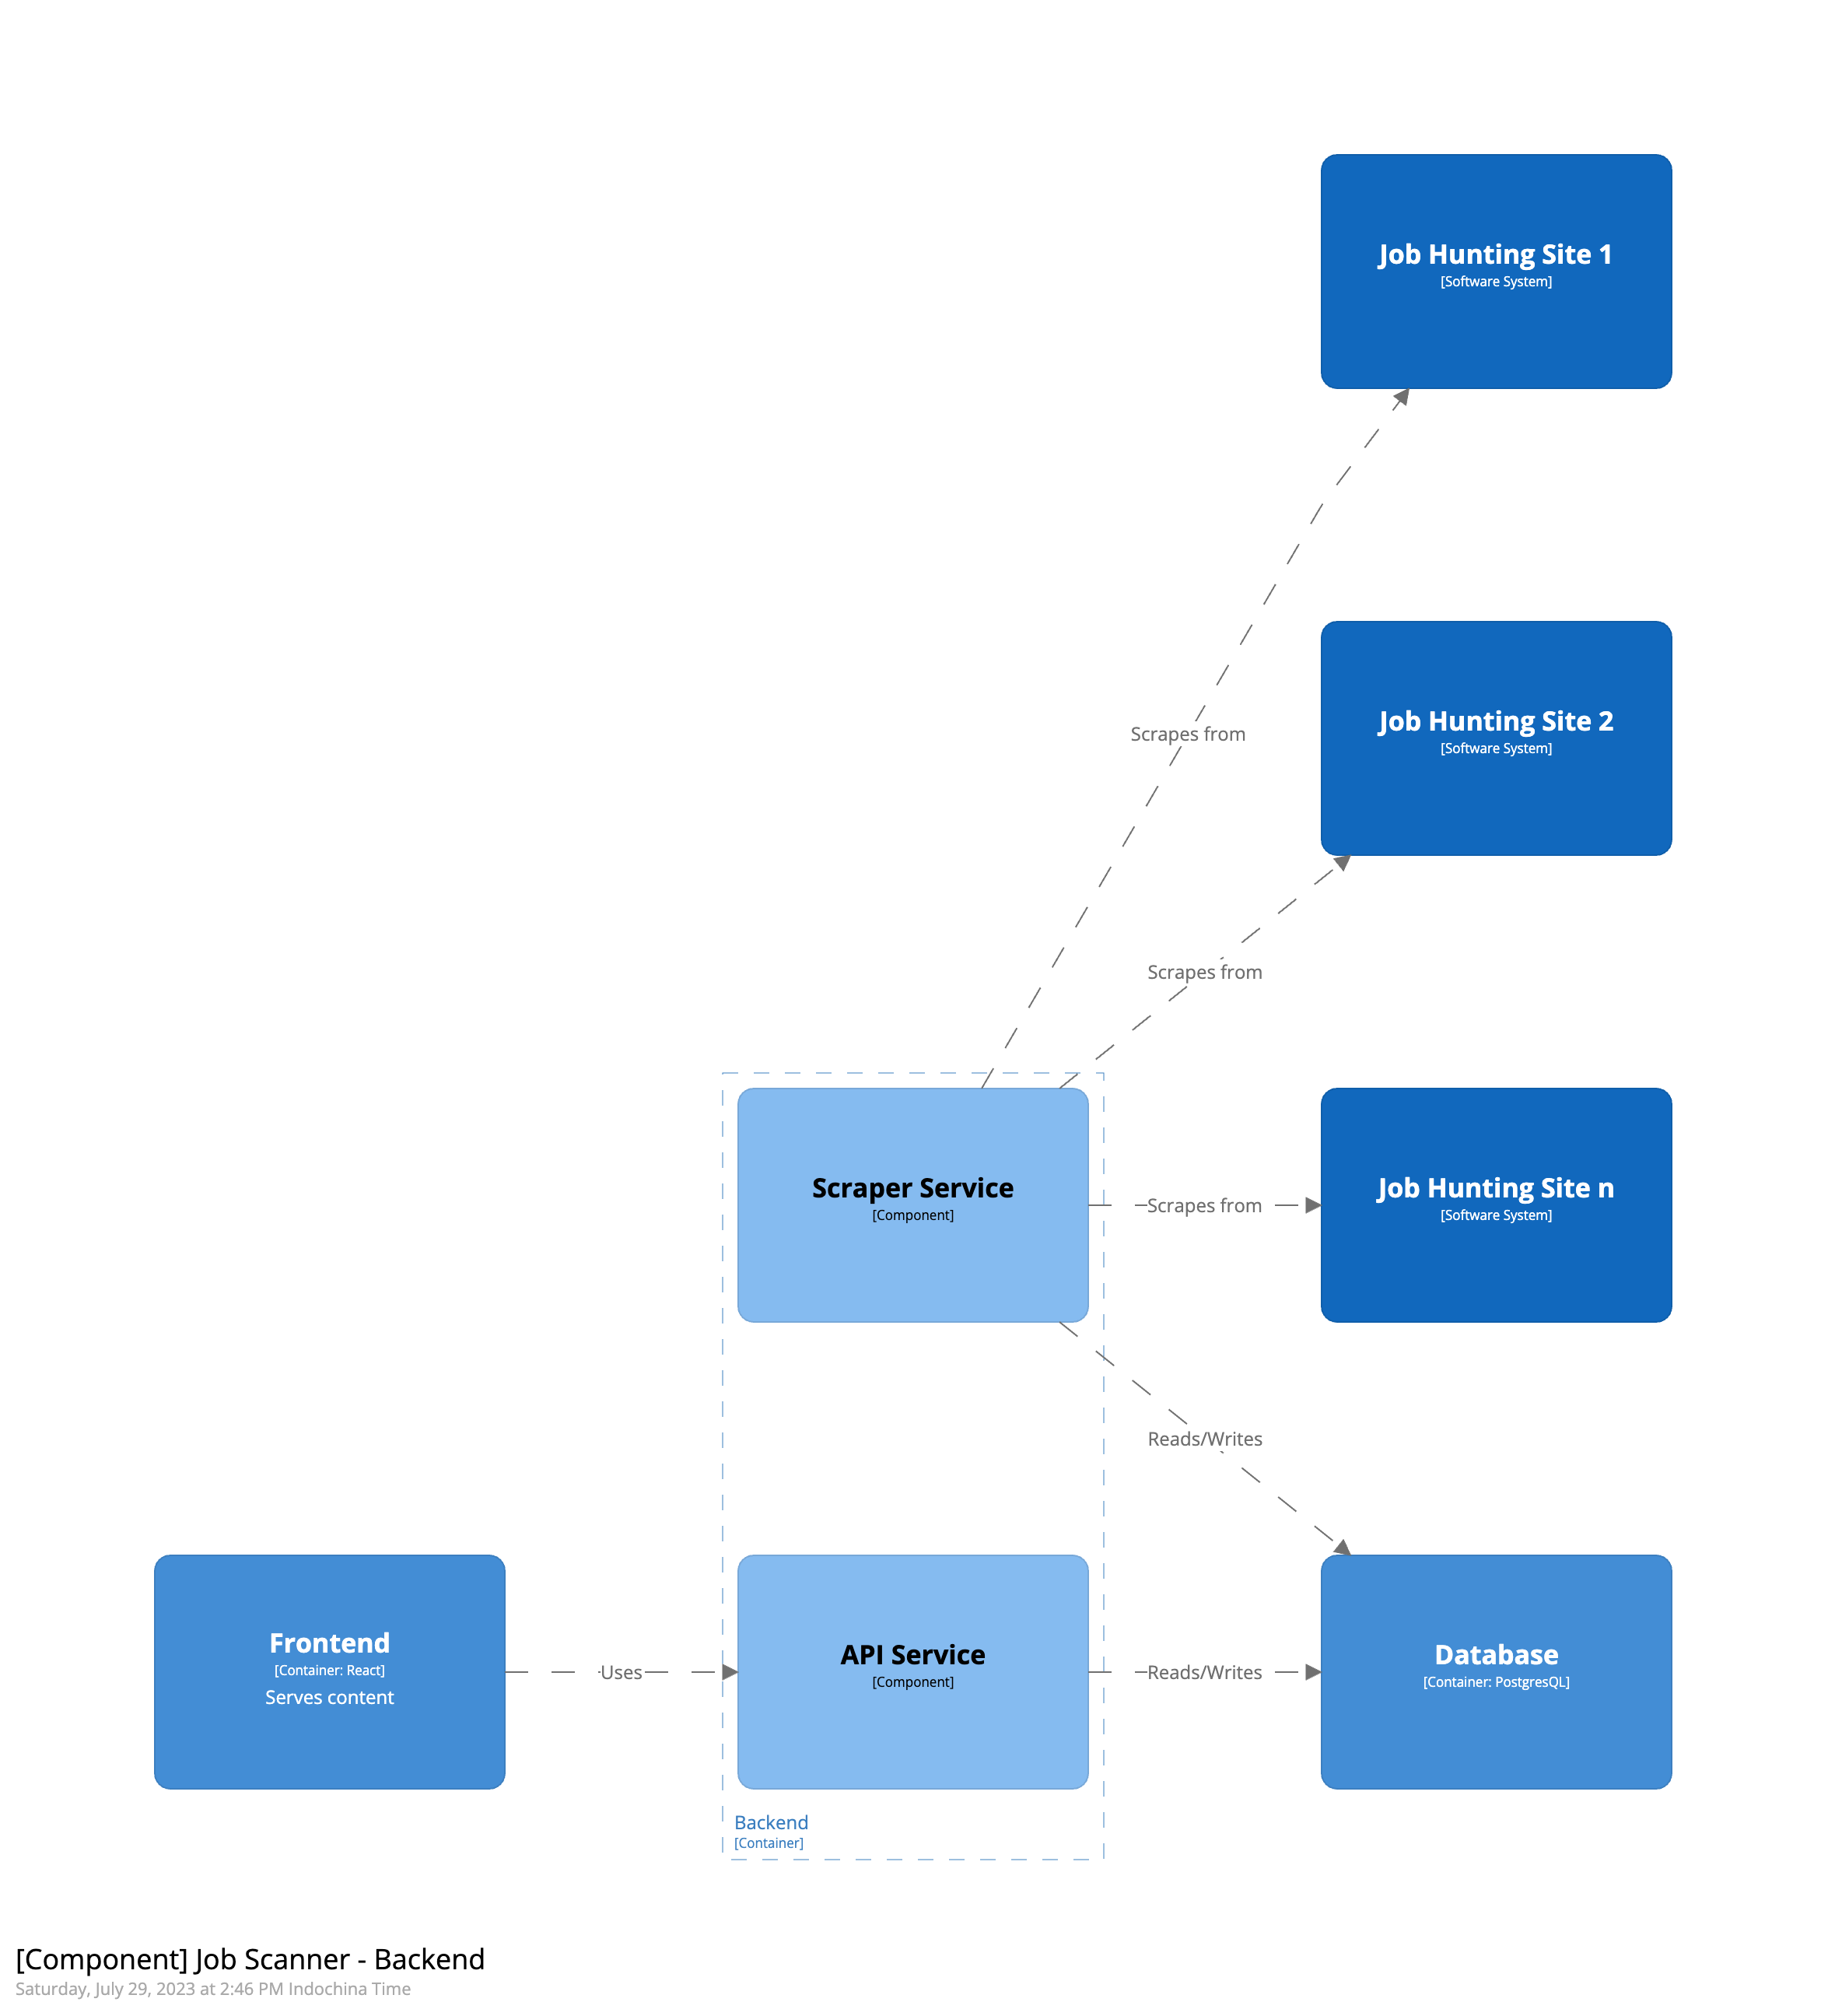 Job Hunting Site 1
[Software System]
Job Hunting Site 2
[Software System]
Scrapes from
Scrapes from
Scraper Service
[Component]
Scrapes from
Job Hunting Site n
[Software System]
Reads/Writes
Frontend
[Container: React]
Serves content
Uses
API Service
[Component]
Reads/Writes
Database
[Container: PostgresQL]
Backend
[Container]
[Component] Job Scanner - Backend
Saturday, July 29, 2023 at 2:46 PM Indochina Time